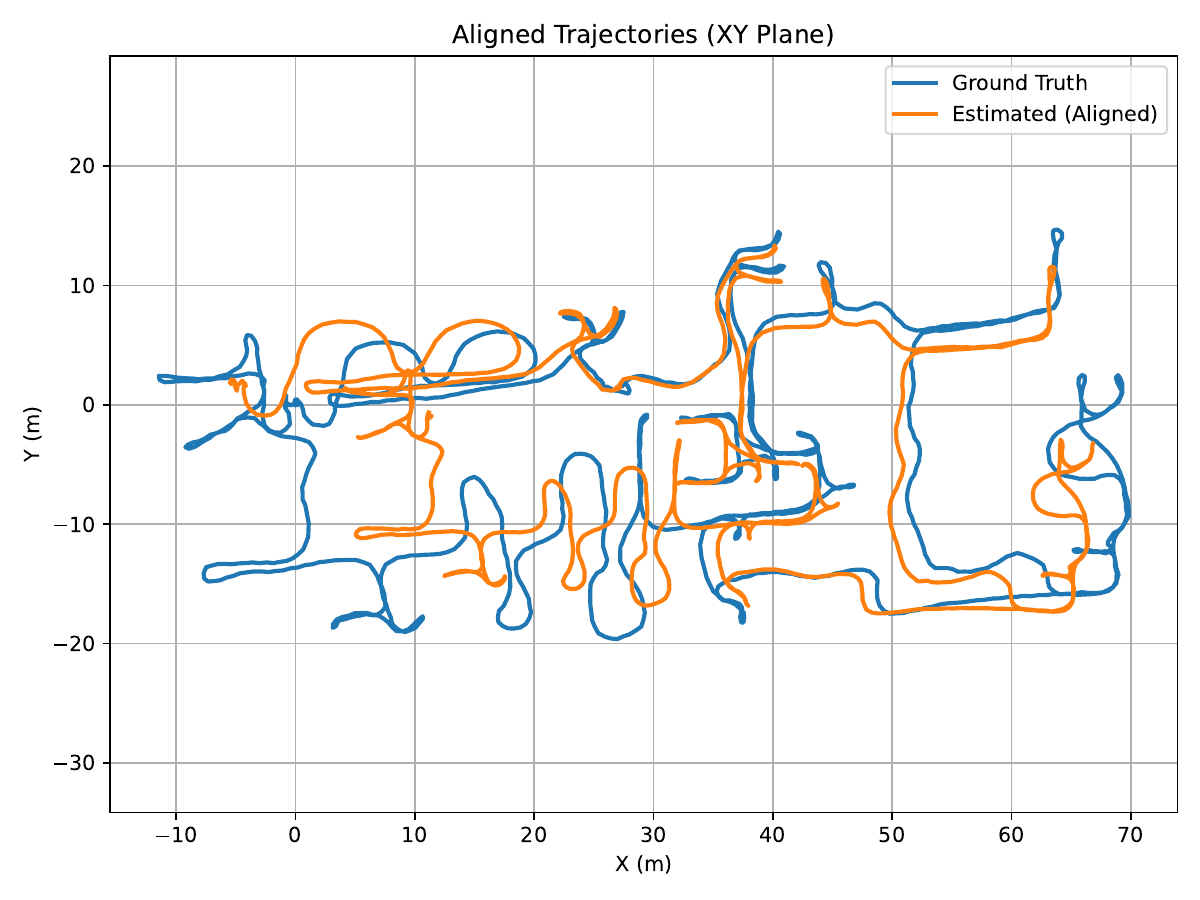 Aligned Trajectories (XY Plane)
Ground Truth
Estimated (Aligned)
20
10
0
−10
−20
−30
Y (m)
−10 0 10 20 30 40 50 60 70
X (m)